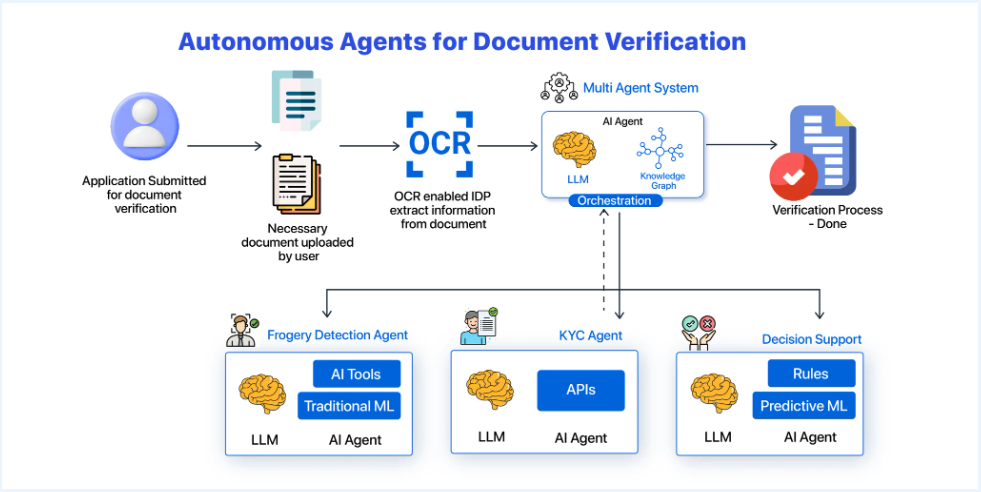 Autonomous Agents for Document Verification
Multi Agent System
Application Submitted
for document
verification
Necessary
document uploaded
by user
OCR
OCR enabled IDP
extract information
from document
AI Agent
LLM
Knowledge
Graph
Orchestration
Verification Process
- Done
Frogery Detection Agent
AI Tools
Traditional ML
LLM
AI Agent
KYC Agent
APIs
LLM
AI Agent
Decision Support
Rules
Predictive ML
LLM
AI Agent